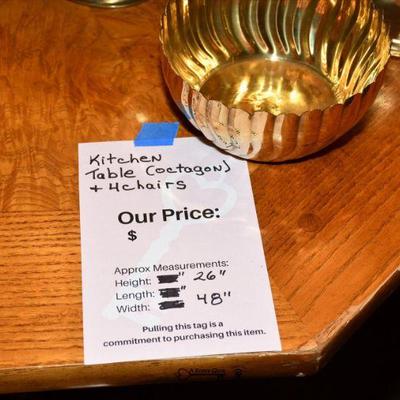 Kitchen
Table (octagon)
+ 4 chairs
Our Price:
$
Approx Measurements:
Height: " 26"
Length: "
Width: 48"
Pulling this tag is a
commitment to purchasing this item.